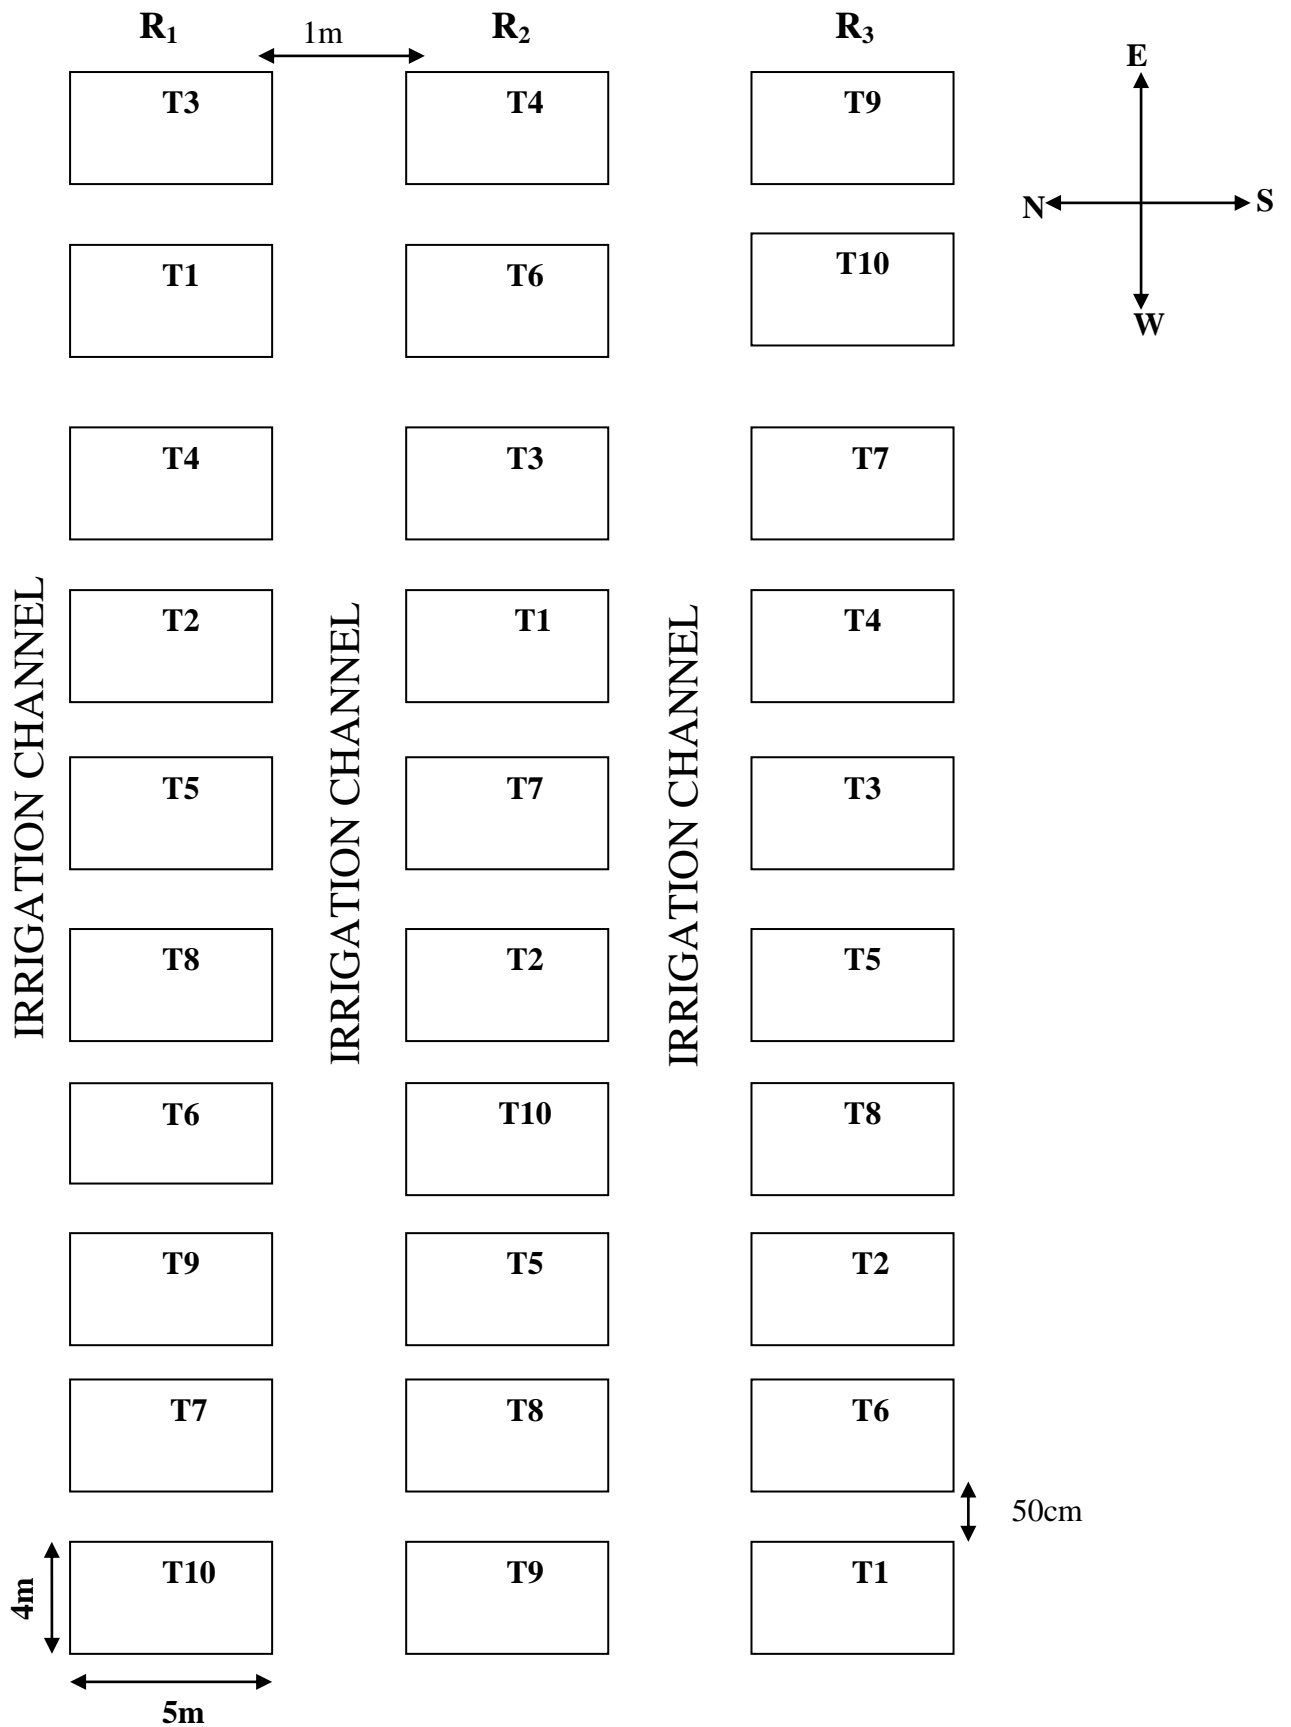 R₁
1m
R₂
R₃
E
T3
T4
T9
N
S
T1
T6
T10
W
T4
T3
T7
IRRIGATION CHANNEL
IRRIGATION CHANNEL
IRRIGATION CHANNEL
T2
T1
T4
T5
T7
T3
T8
T2
T5
T6
T10
T8
T9
T5
T2
T7
T8
T6
50cm
4m
T10
T9
T1
5m